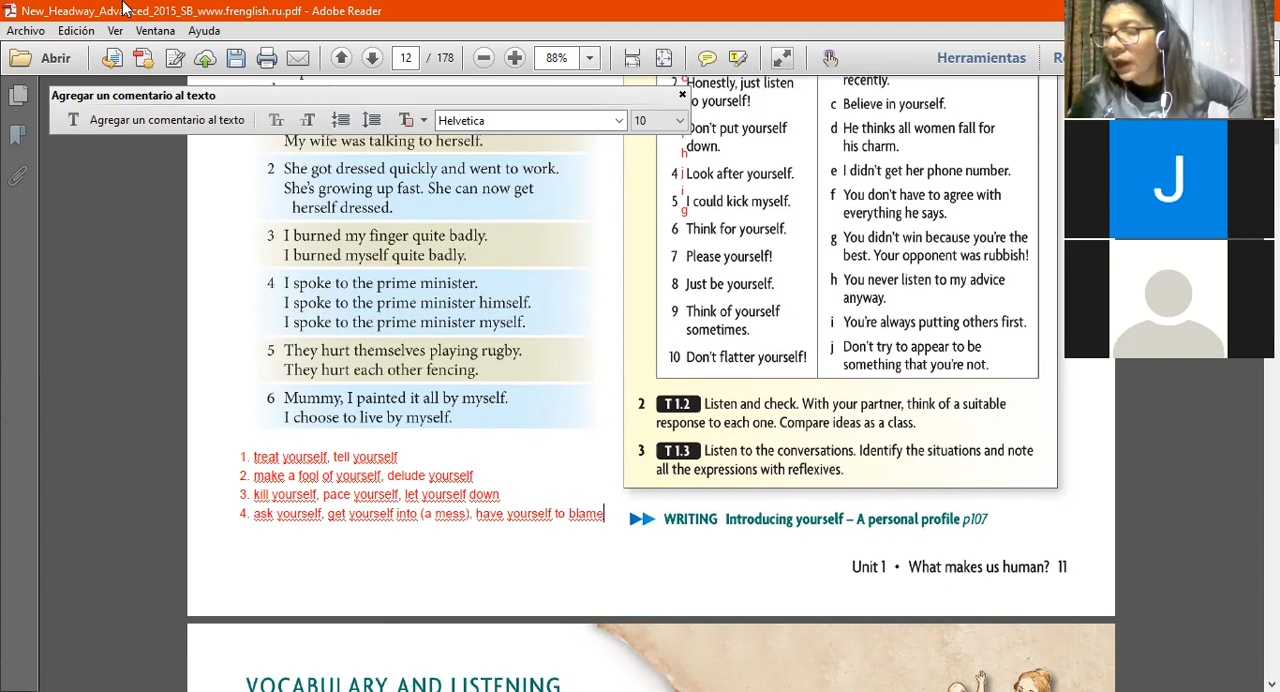 New_Headway_Advanced_2015_SB_www.frenglish.ru.pdf - Adobe Reader
Archivo Edición Ver Ventana Ayuda
Abrir 12 / 178 88% Herramientas
Agregar un comentario al texto
Agregar un comentario al texto Helvetica 10
My wife was talking to herself.
2 She got dressed quickly and went to work.
She's growing up fast. She can now get
herself dressed.
3 I burned my finger quite badly.
I burned myself quite badly.
4 I spoke to the prime minister.
I spoke to the prime minister himself.
I spoke to the prime minister myself.
5 They hurt themselves playing rugby.
They hurt each other fencing.
6 Mummy, I painted it all by myself.
I choose to live by myself.
1. treat yourself, tell yourself
2. make a fool of yourself, delude yourself
3. kill yourself, pace yourself, let yourself down
4. ask yourself, get yourself into (a mess), have yourself to blame
2 Honestly, just listen
to yourself!
Don't put yourself
down.
h
4 j Look after yourself.
i
5 I could kick myself.
g
6 Think for yourself.
7 Please yourself!
8 Just be yourself.
9 Think of yourself
sometimes.
10 Don't flatter yourself!
recently.
c Believe in yourself.
d He thinks all women fall for
his charm.
e I didn't get her phone number.
f You don't have to agree with
everything he says.
g You didn't win because you're the
best. Your opponent was rubbish!
h You never listen to my advice
anyway.
i You're always putting others first.
j Don't try to appear to be
something that you're not.
2 T 1.2 Listen and check. With your partner, think of a suitable
response to each one. Compare ideas as a class.
3 T 1.3 Listen to the conversations. Identify the situations and note
all the expressions with reflexives.
WRITING Introducing yourself – A personal profile p107
Unit 1 • What makes us human? 11
VOCABULARY AND LISTENING
J